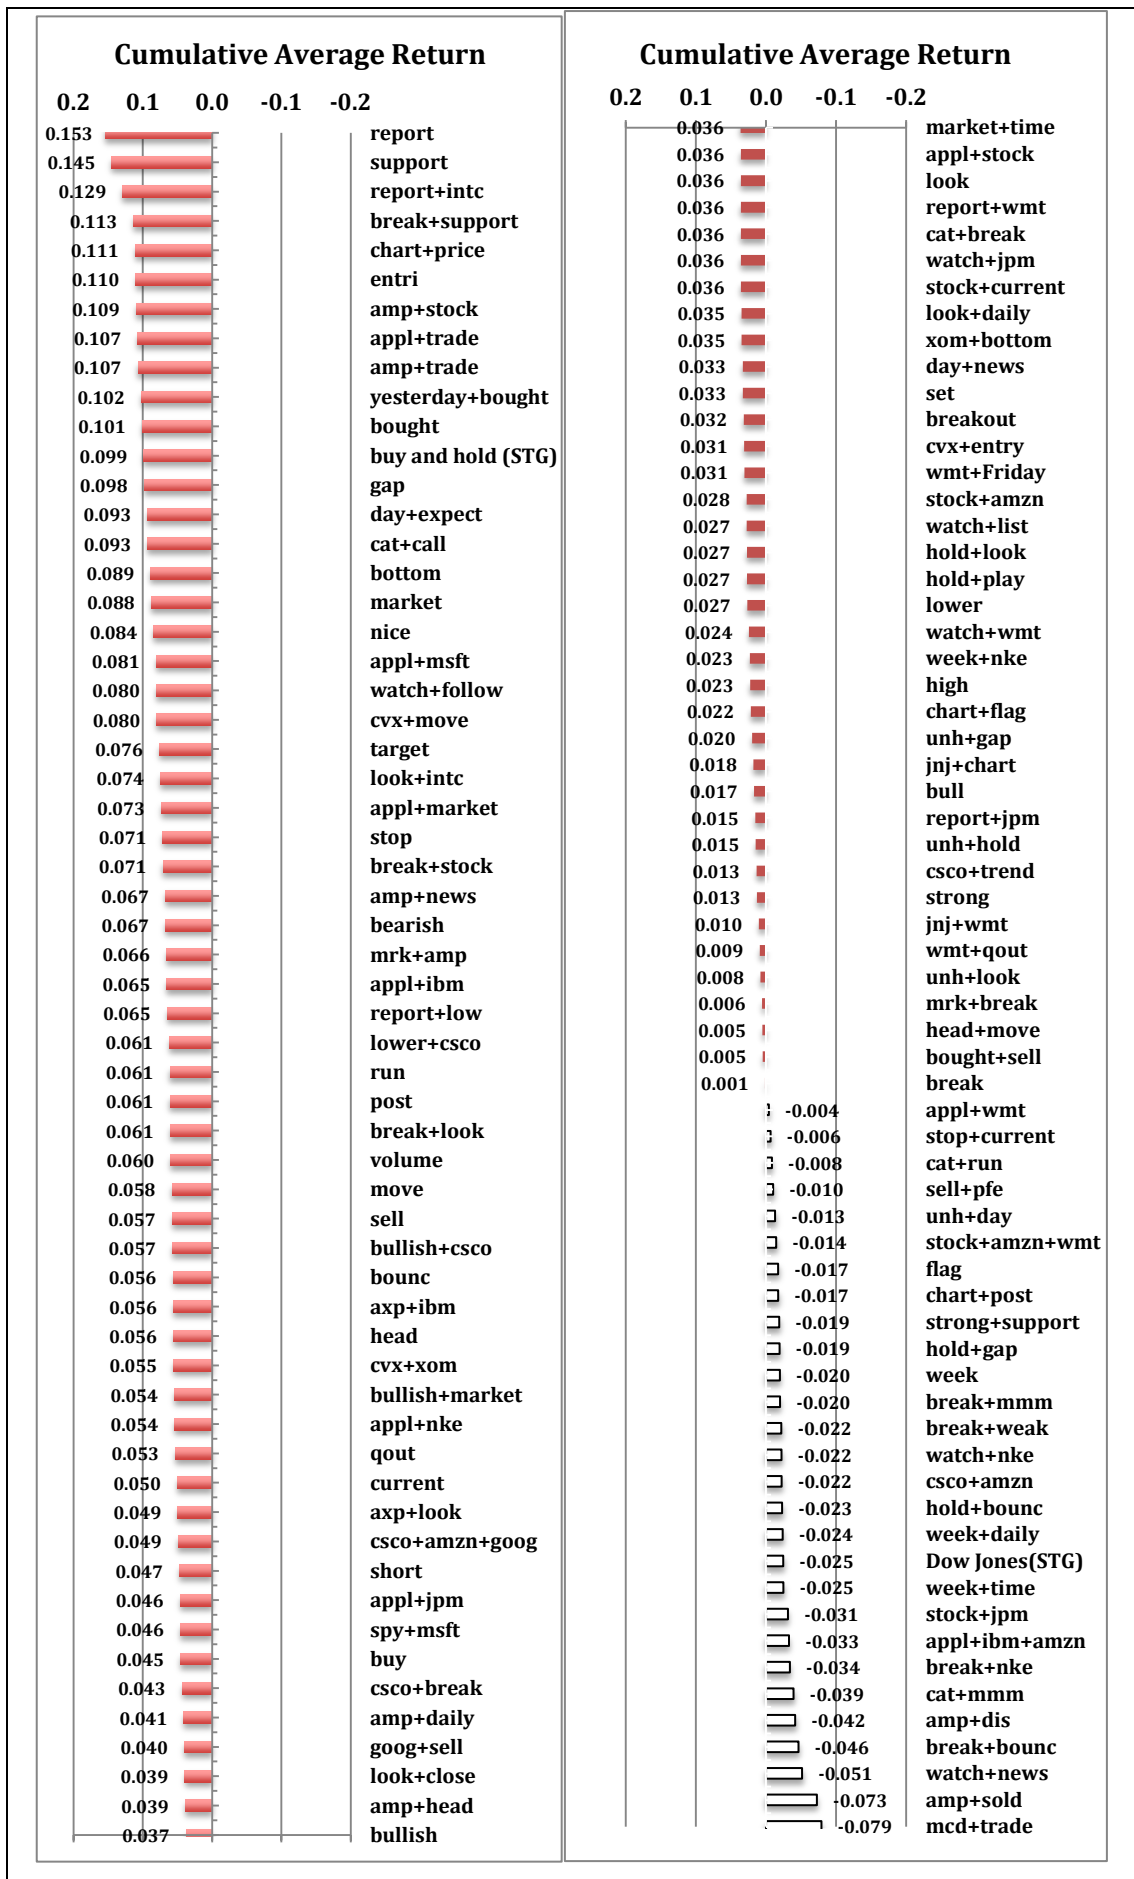 Cumulative Average Return
0.2 0.1 0.0 -0.1 -0.2
0.153 report
0.145 support
0.129 report+intc
0.113 break+support
0.111 chart+price
0.110 entri
0.109 amp+stock
0.107 appl+trade
0.107 amp+trade
0.102 yesterday+bought
0.101 bought
0.099 buy and hold (STG)
0.098 gap
0.093 day+expect
0.093 cat+call
0.089 bottom
0.088 market
0.084 nice
0.081 appl+msft
0.080 watch+follow
0.080 cvx+move
0.076 target
0.074 look+intc
0.073 appl+market
0.071 stop
0.071 break+stock
0.067 amp+news
0.067 bearish
0.066 mrk+amp
0.065 appl+ibm
0.065 report+low
0.061 lower+csco
0.061 run
0.061 post
0.061 break+look
0.060 volume
0.058 move
0.057 sell
0.057 bullish+csco
0.056 bounc
0.056 axp+ibm
0.056 head
0.055 cvx+xom
0.054 bullish+market
0.054 appl+nke
0.053 qout
0.050 current
0.049 axp+look
0.049 csco+amzn+goog
0.047 short
0.046 appl+jpm
0.046 spy+msft
0.045 buy
0.043 csco+break
0.041 amp+daily
0.040 goog+sell
0.039 look+close
0.039 amp+head
0.037 bullish
Cumulative Average Return
0.2 0.1 0.0 -0.1 -0.2
0.036 market+time
0.036 appl+stock
0.036 look
0.036 report+wmt
0.036 cat+break
0.036 watch+jpm
0.036 stock+current
0.035 look+daily
0.035 xom+bottom
0.033 day+news
0.033 set
0.032 breakout
0.031 cvx+entry
0.031 wmt+Friday
0.028 stock+amzn
0.027 watch+list
0.027 hold+look
0.027 hold+play
0.027 lower
0.024 watch+wmt
0.023 week+nke
0.023 high
0.022 chart+flag
0.020 unh+gap
0.018 jnj+chart
0.017 bull
0.015 report+jpm
0.015 unh+hold
0.013 csco+trend
0.013 strong
0.010 jnj+wmt
0.009 wmt+qout
0.008 unh+look
0.006 mrk+break
0.005 head+move
0.005 bought+sell
0.001 break
-0.004 appl+wmt
-0.006 stop+current
-0.008 cat+run
-0.010 sell+pfe
-0.013 unh+day
-0.014 stock+amzn+wmt
-0.017 flag
-0.017 chart+post
-0.019 strong+support
-0.019 hold+gap
-0.020 week
-0.020 break+mmm
-0.022 break+weak
-0.022 watch+nke
-0.022 csco+amzn
-0.023 hold+bounc
-0.024 week+daily
-0.025 Dow Jones(STG)
-0.025 week+time
-0.031 stock+jpm
-0.033 appl+ibm+amzn
-0.034 break+nke
-0.039 cat+mmm
-0.042 amp+dis
-0.046 break+bounc
-0.051 watch+news
-0.073 amp+sold
-0.079 mcd+trade